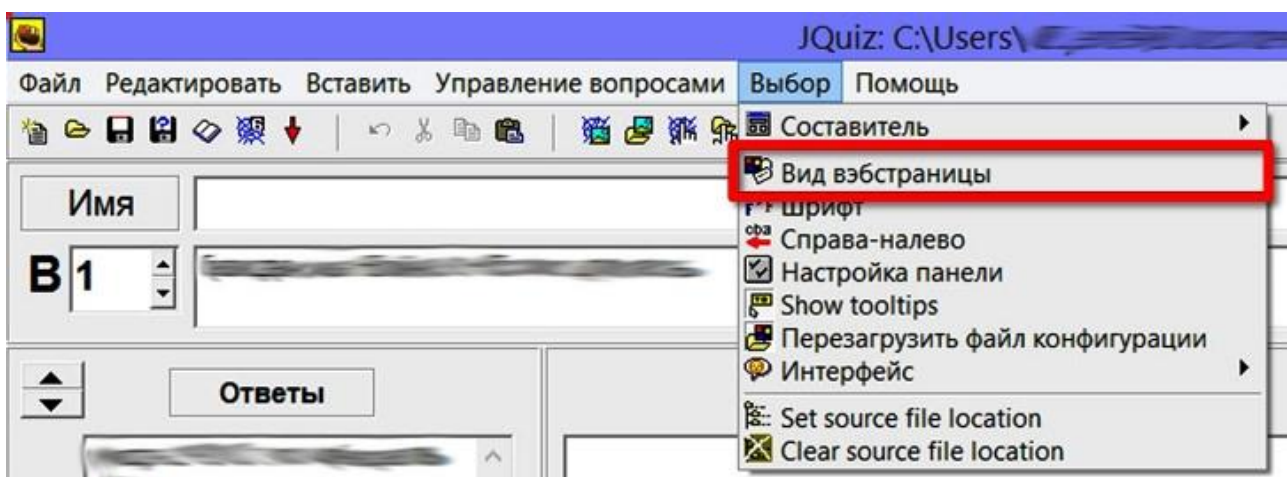 JQuiz: C:\Users\
Файл Редактировать Вставить Управление вопросами Выбор Помощь
Составитель
Вид вэбстраницы
Шрифт
Справа-налево
Настройка панели
Show tooltips
Перезагрузить файл конфигурации
Интерфейс
Set source file location
Clear source file location
Имя
В 1
Ответы